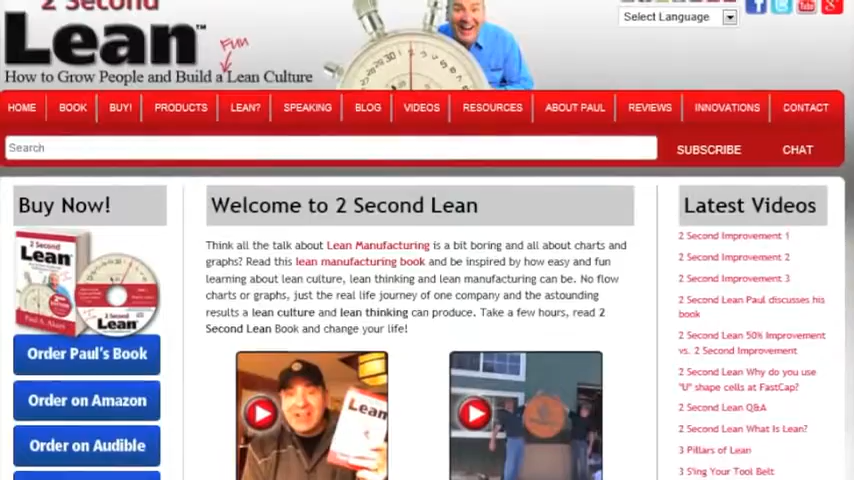 2 Second
Lean™
Fun
How to Grow People and Build a Lean Culture
Select Language
HOME
BOOK
BUY!
PRODUCTS
LEAN?
SPEAKING
BLOG
VIDEOS
RESOURCES
ABOUT PAUL
REVIEWS
INNOVATIONS
CONTACT
Search
SUBSCRIBE
CHAT
Buy Now!
2 Second
Lean
Paul A. Akers
Lean
Order Paul's Book
Order on Amazon
Order on Audible
Welcome to 2 Second Lean
Think all the talk about Lean Manufacturing is a bit boring and all about charts and
graphs? Read this lean manufacturing book and be inspired by how easy and fun
learning about lean culture, lean thinking and lean manufacturing can be. No flow
charts or graphs, just the real life journey of one company and the astounding
results a lean culture and lean thinking can produce. Take a few hours, read 2
Second Lean Book and change your life!
Lean
Latest Videos
2 Second Improvement 1
2 Second Improvement 2
2 Second Improvement 3
2 Second Lean Paul discusses his
book
2 Second Lean 50% Improvement
vs. 2 Second Improvement
2 Second Lean Why do you use
"U" shape cells at FastCap?
2 Second Lean Q&A
2 Second Lean What Is Lean?
3 Pillars of Lean
3 S'ing Your Tool Belt